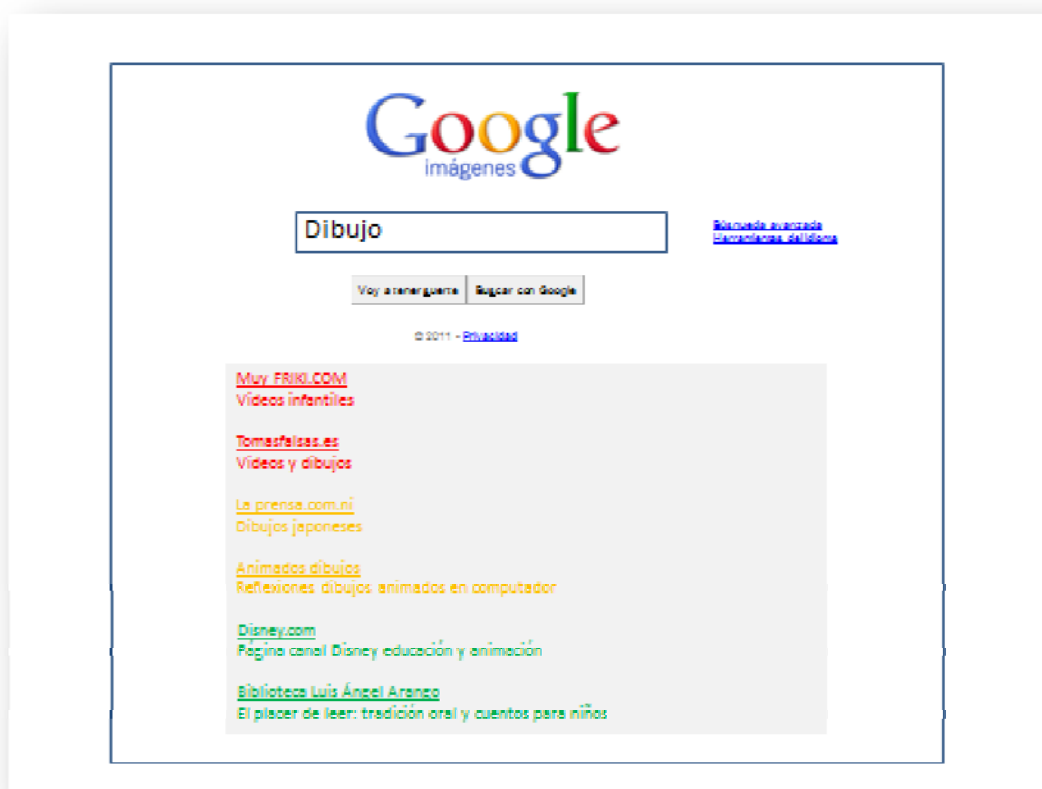 Google
imágenes
Dibujo
Búsqueda avanzada
Herramientas del idioma
Voy a tener suerte
Buscar con Google
© 2011 - Privacidad
Muy FRIKI.COM
Videos infantiles
Tomasfalsas.es
Videos y dibujos
La prensa.com.ni
Dibujos japoneses
Animados dibujos
Reflexiones dibujos animados en computador
Disney.com
Página canal Disney educación y animación
Biblioteca Luis Ángel Arango
El placer de leer: tradición oral y cuentos para niños